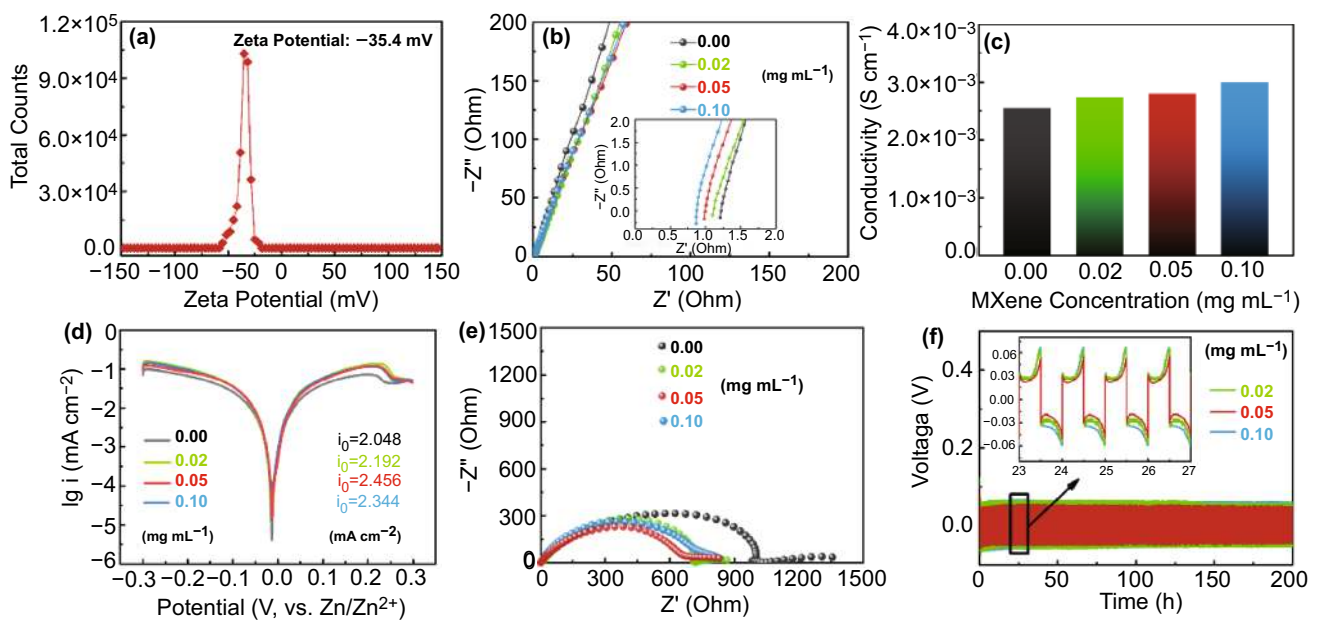 (a)
Zeta Potential: −35.4 mV
1.2×10⁵
9.0×10⁴
6.0×10⁴
3.0×10⁴
0.0
Total Counts
−150 −100 −50 0 50 100 150
Zeta Potential (mV)
(b)
0.00
0.02
0.05
0.10
(mg mL⁻¹)
200
150
100
50
0
−Z" (Ohm)
2.0
1.5
1.0
0.5
0.0
−Z" (Ohm)
0.0 0.5 1.0 1.5 2.0
Z' (Ohm)
0 50 100 150 200
Z' (Ohm)
(c)
4.0×10⁻³
3.0×10⁻³
2.0×10⁻³
1.0×10⁻³
0.0
Conductivity (S cm⁻¹)
0.00 0.02 0.05 0.10
MXene Concentration (mg mL⁻¹)
(d)
0
−1
−2
−3
−4
−5
−6
lg i (mA cm⁻²)
0.00 i₀=2.048
0.02 i₀=2.192
0.05 i₀=2.456
0.10 i₀=2.344
(mg mL⁻¹) (mA cm⁻²)
−0.3 −0.2 −0.1 0.0 0.1 0.2 0.3
Potential (V, vs. Zn/Zn²⁺)
(e)
1500
1200
900
600
300
0
−Z" (Ohm)
0.00
0.02
0.05
0.10
(mg mL⁻¹)
0 300 600 900 1200 1500
Z' (Ohm)
(f)
0.4
0.2
0.0
Voltaga (V)
0.06
0.03
0.00
−0.03
−0.06
23 24 25 26 27
(mg mL⁻¹)
0.02
0.05
0.10
0 50 100 150 200
Time (h)